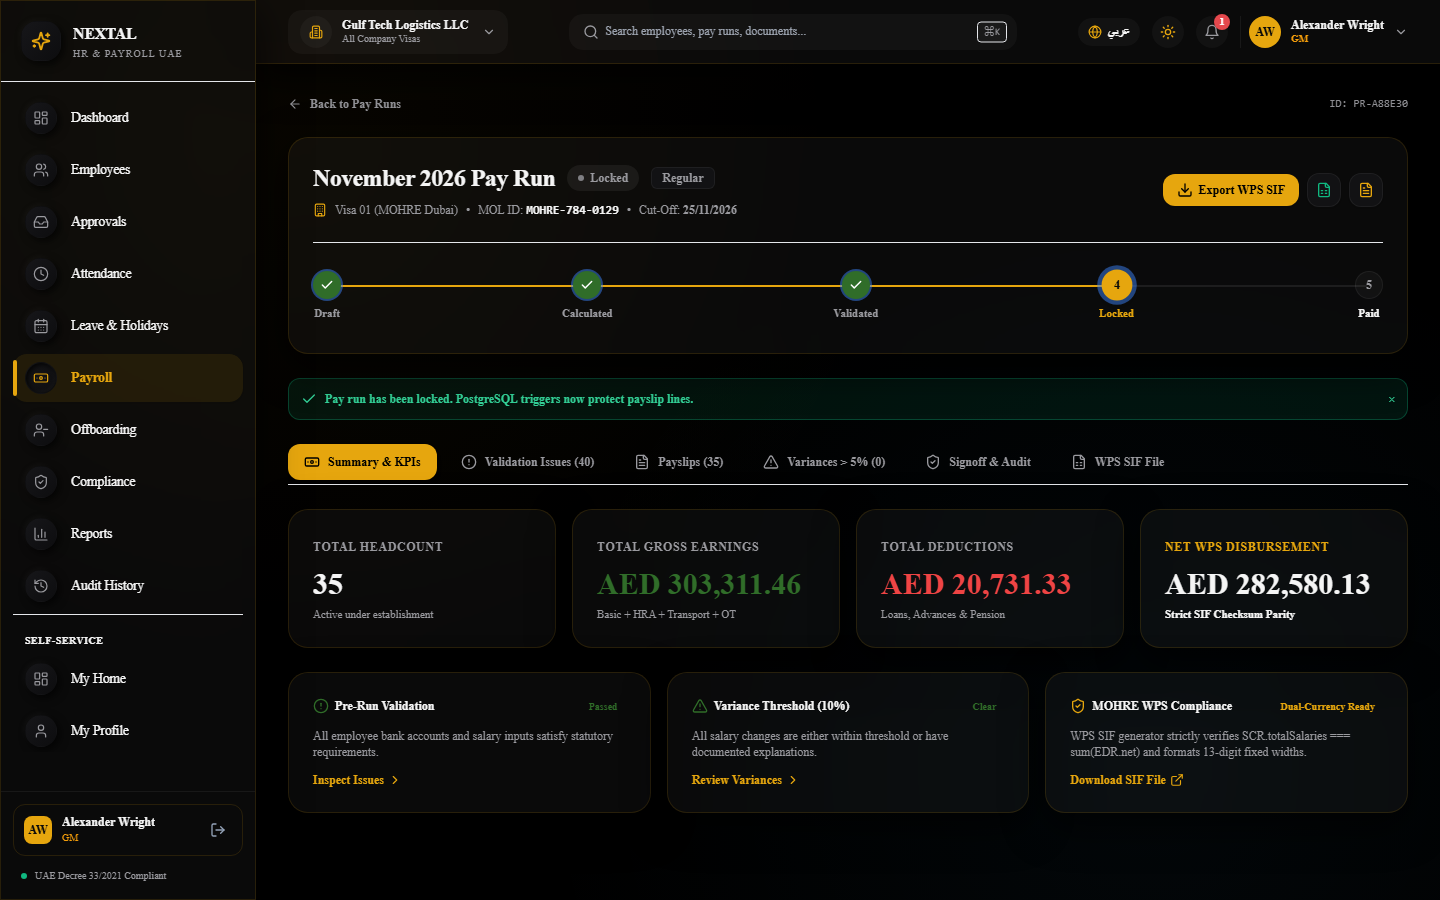 NEXTAL
HR & PAYROLL UAE
Gulf Tech Logistics LLC
All Company Visas
Search employees, pay runs, documents...
⌘K
عربي
1
AW
Alexander Wright
GM
Dashboard
Employees
Approvals
Attendance
Leave & Holidays
Payroll
Offboarding
Compliance
Reports
Audit History
SELF-SERVICE
My Home
My Profile
AW
Alexander Wright
GM
UAE Decree 33/2021 Compliant
Back to Pay Runs
ID: PR-A88E30
November 2026 Pay Run
Locked
Regular
Visa 01 (MOHRE Dubai) • MOL ID: MOHRE-784-0129 • Cut-Off: 25/11/2026
Export WPS SIF
4
5
Draft
Calculated
Validated
Locked
Paid
Pay run has been locked. PostgreSQL triggers now protect payslip lines.
×
Summary & KPIs
Validation Issues (40)
Payslips (35)
Variances > 5% (0)
Signoff & Audit
WPS SIF File
TOTAL HEADCOUNT
35
Active under establishment
TOTAL GROSS EARNINGS
AED 303,311.46
Basic + HRA + Transport + OT
TOTAL DEDUCTIONS
AED 20,731.33
Loans, Advances & Pension
NET WPS DISBURSEMENT
AED 282,580.13
Strict SIF Checksum Parity
Pre-Run Validation
Passed
All employee bank accounts and salary inputs satisfy statutory
requirements.
Inspect Issues
Variance Threshold (10%)
Clear
All salary changes are either within threshold or have
documented explanations.
Review Variances
MOHRE WPS Compliance
Dual-Currency Ready
WPS SIF generator strictly verifies SCR.totalSalaries ===
sum(EDR.net) and formats 13-digit fixed widths.
Download SIF File